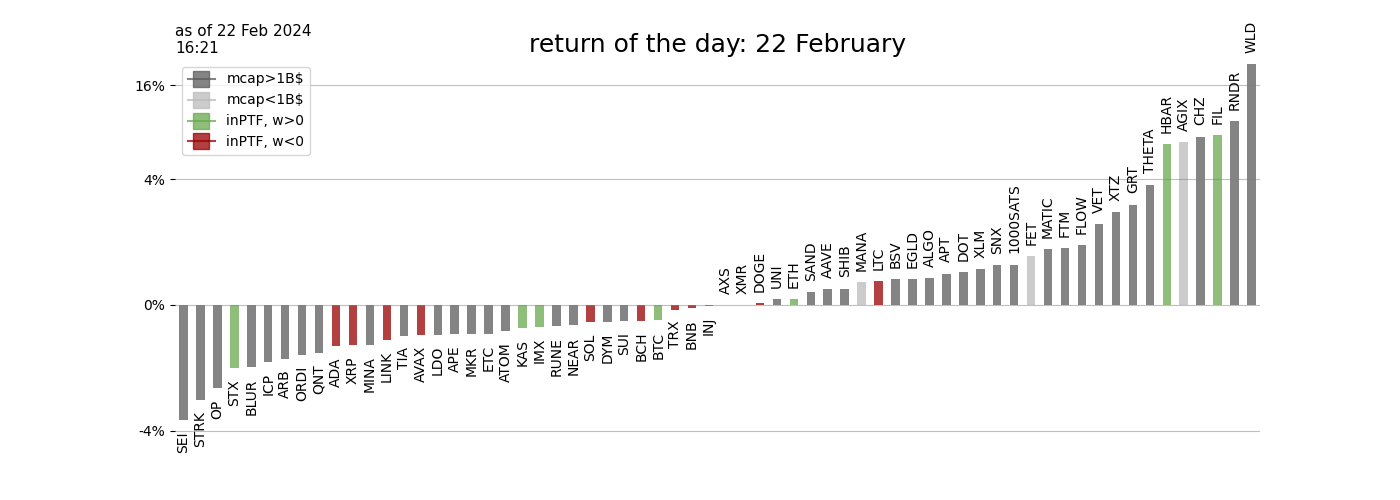 as of 22 Feb 2024
16:21
return of the day: 22 February
mcap>1B$
mcap<1B$
inPTF, w>0
inPTF, w<0
16%
4%
0%
-4%
SEI
STRK
OP
STX
BLUR
ICP
ARB
ORDI
QNT
ADA
XRP
MINA
LINK
TIA
AVAX
LDO
APE
MKR
ETC
ATOM
KAS
IMX
RUNE
NEAR
SOL
DYM
SUI
BCH
BTC
TRX
BNB
INJ
AXS
XMR
DOGE
UNI
ETH
SAND
AAVE
SHIB
MANA
LTC
BSV
EGLD
ALGO
APT
DOT
XLM
SNX
1000SATS
FET
MATIC
FTM
FLOW
VET
XTZ
GRT
THETA
HBAR
AGIX
CHZ
FIL
RNDR
WLD